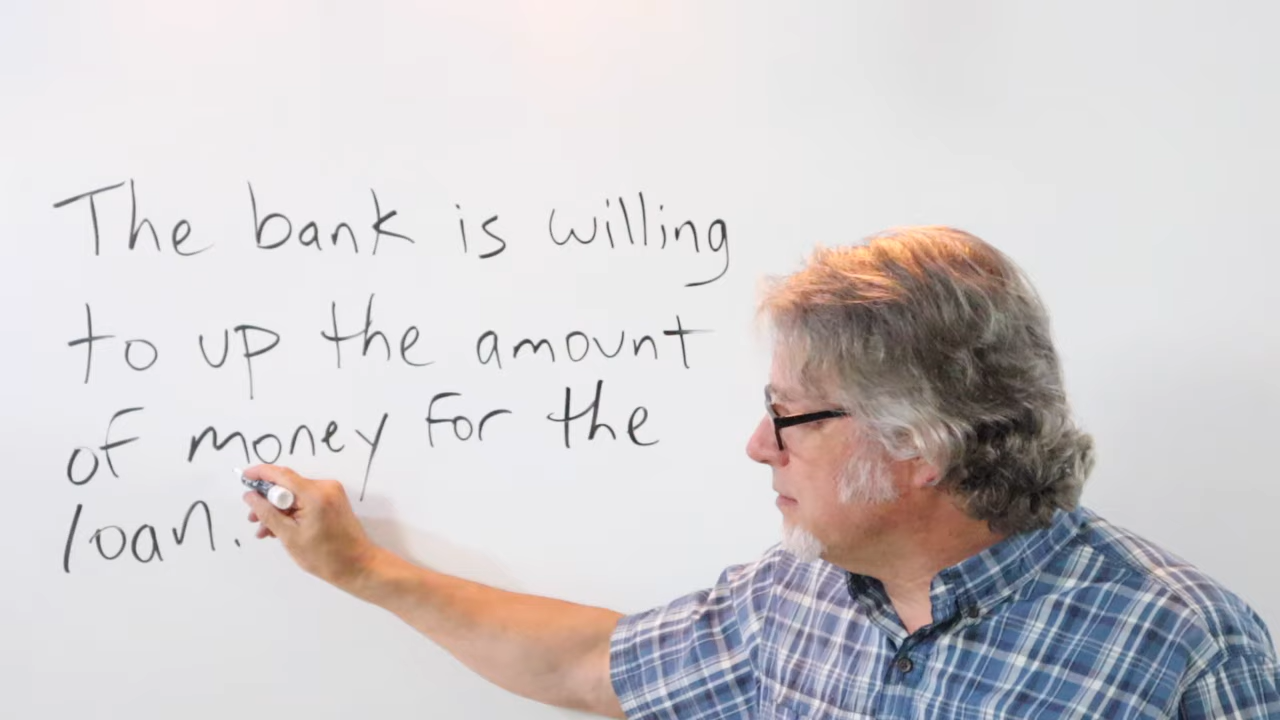 The bank is willing
to up the amount
of money for the
loan.